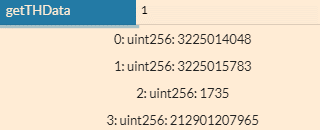 getTHData 1
0: uint256: 3225014048
1: uint256: 3225015783
2: uint256: 1735
3: uint256: 212901207965